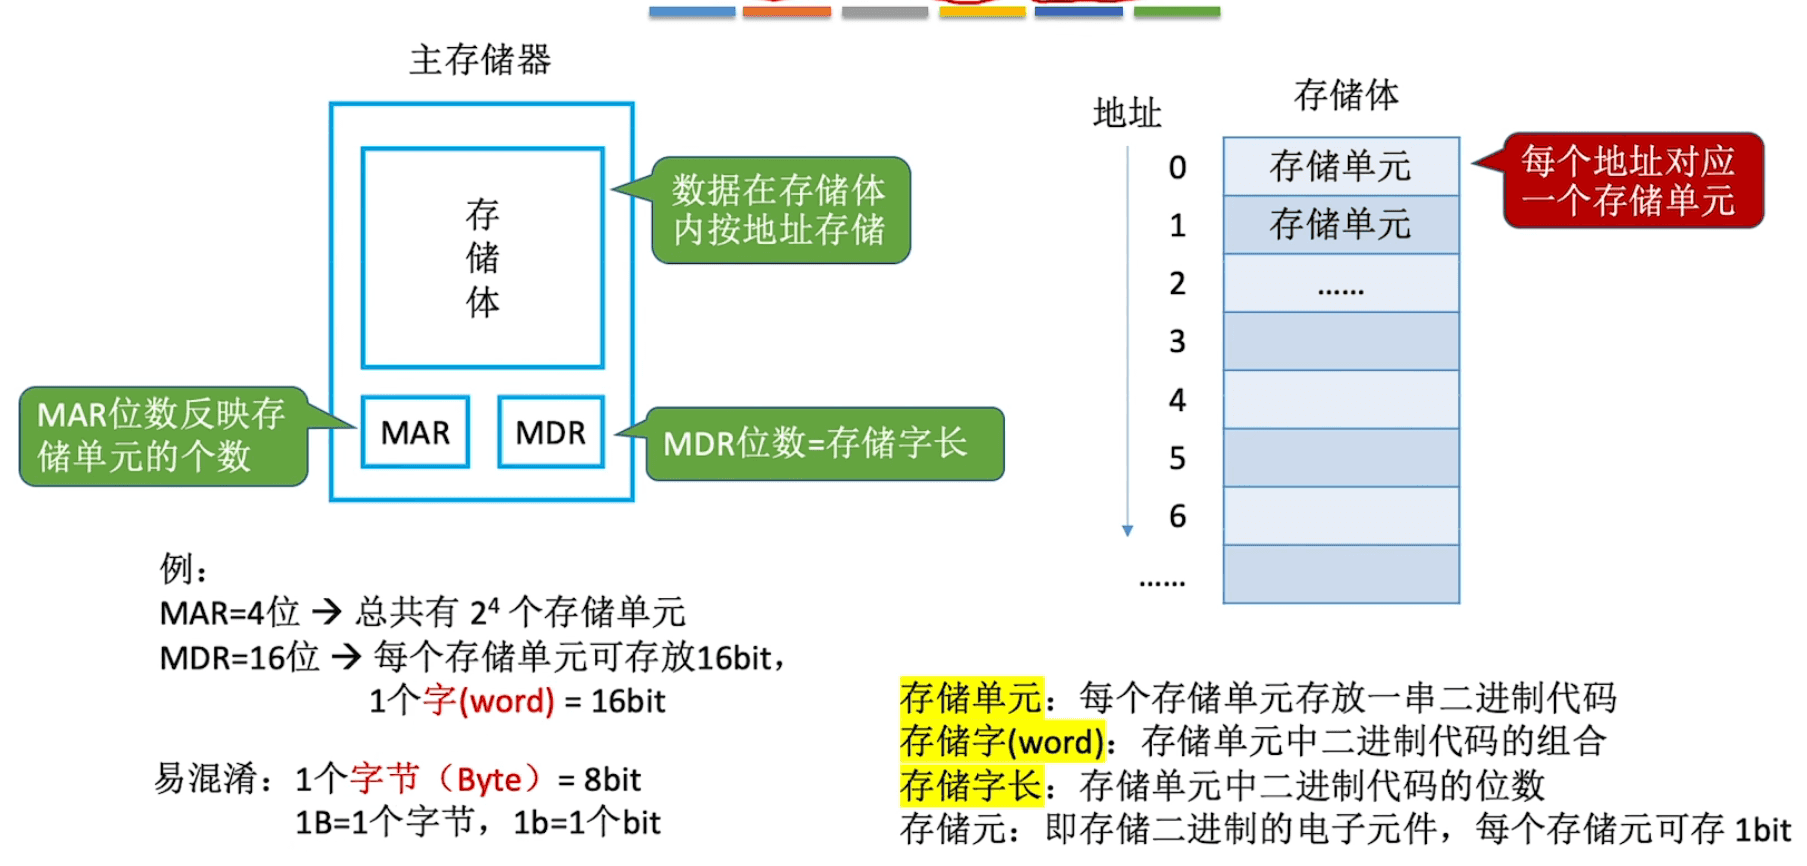 主存储器
存
储
体
数据在存储体
内按地址存储
MAR位数反映存
储单元的个数
MAR
MDR
MDR位数=存储字长
例：
MAR=4位 → 总共有 2⁴ 个存储单元
MDR=16位 → 每个存储单元可存放16bit，
1个字(word) = 16bit
易混淆：1个字节（Byte）= 8bit
1B=1个字节，1b=1个bit
地址
存储体
0 存储单元
1 存储单元
2 ……
3
4
5
6
……
每个地址对应
一个存储单元
存储单元：每个存储单元存放一串二进制代码
存储字(word)：存储单元中二进制代码的组合
存储字长：存储单元中二进制代码的位数
存储元：即存储二进制的电子元件，每个存储元可存 1bit